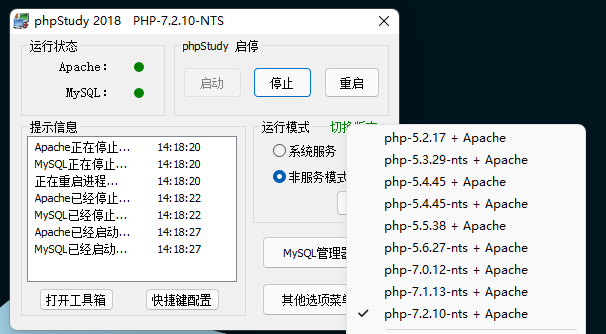 phpStudy 2018 PHP-7.2.10-NTS
运行状态
Apache:
MySQL:
phpStudy 启停
启动
停止
重启
提示信息
Apache正在停止... 14:18:20
MySQL正在停止... 14:18:20
正在重启进程... 14:18:20
Apache已经停止... 14:18:22
MySQL已经停止... 14:18:22
Apache已经启动... 14:18:27
MySQL已经启动... 14:18:27
打开工具箱
快捷键配置
运行模式
系统服务
非服务模式
MySQL管理器
其他选项菜单
php-5.2.17 + Apache
php-5.3.29-nts + Apache
php-5.4.45 + Apache
php-5.4.45-nts + Apache
php-5.5.38 + Apache
php-5.6.27-nts + Apache
php-7.0.12-nts + Apache
php-7.1.13-nts + Apache
php-7.2.10-nts + Apache